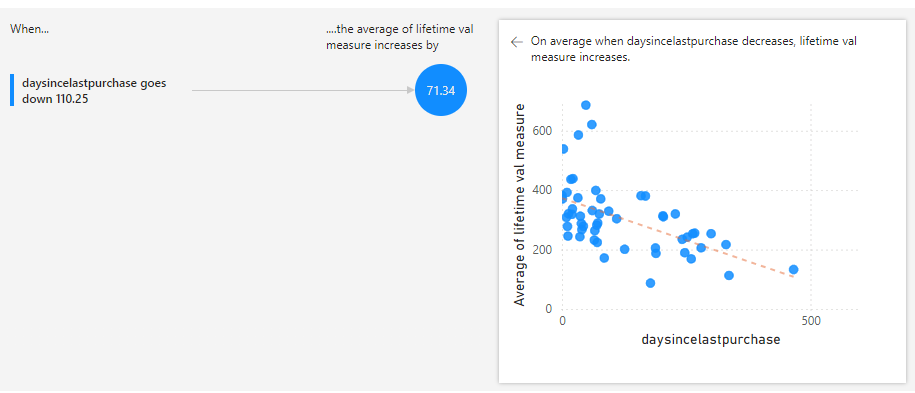 When...
....the average of lifetime val
measure increases by
daysincelastpurchase goes
down 110.25
71.34
← On average when daysincelastpurchase decreases, lifetime val
measure increases.
Average of lifetime val measure
600
400
200
0
0
500
daysincelastpurchase